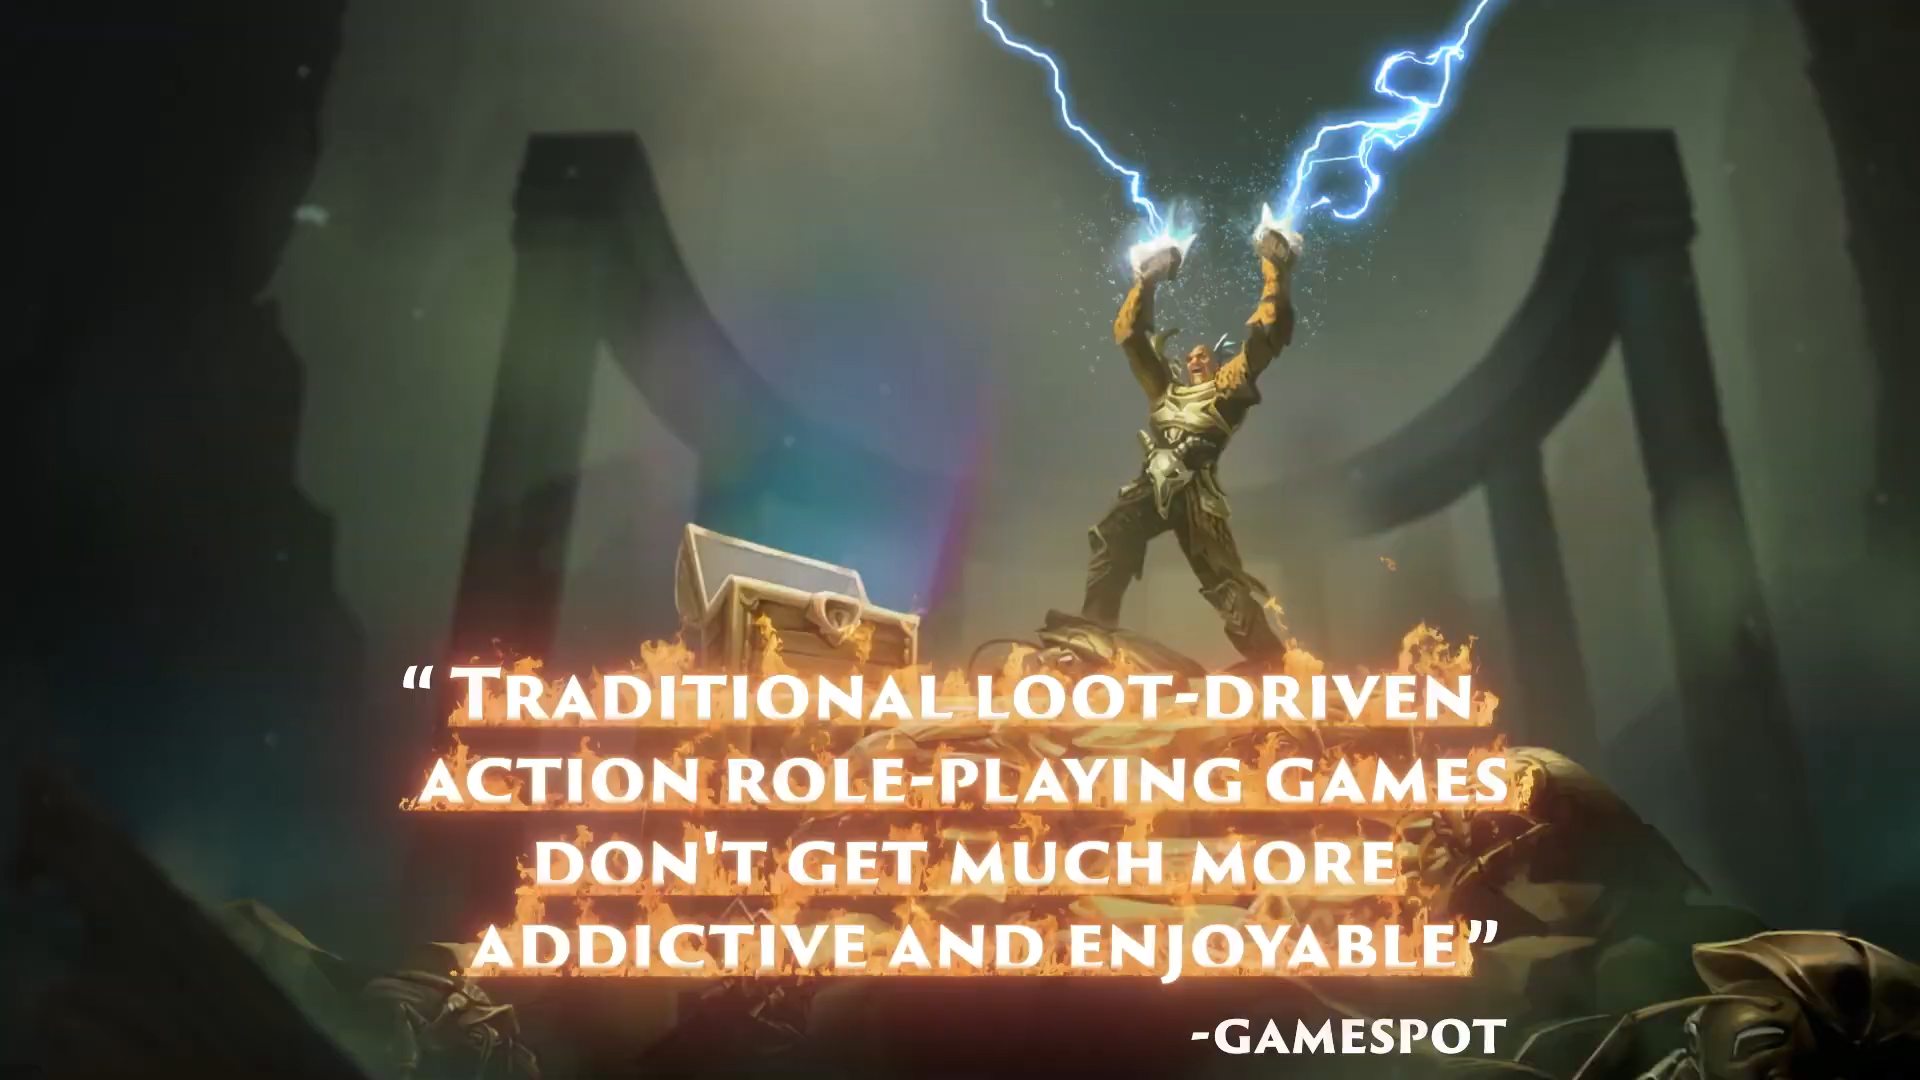 “ TRADITIONAL LOOT-DRIVEN
ACTION ROLE-PLAYING GAMES
DON'T GET MUCH MORE
ADDICTIVE AND ENJOYABLE”
-GAMESPOT